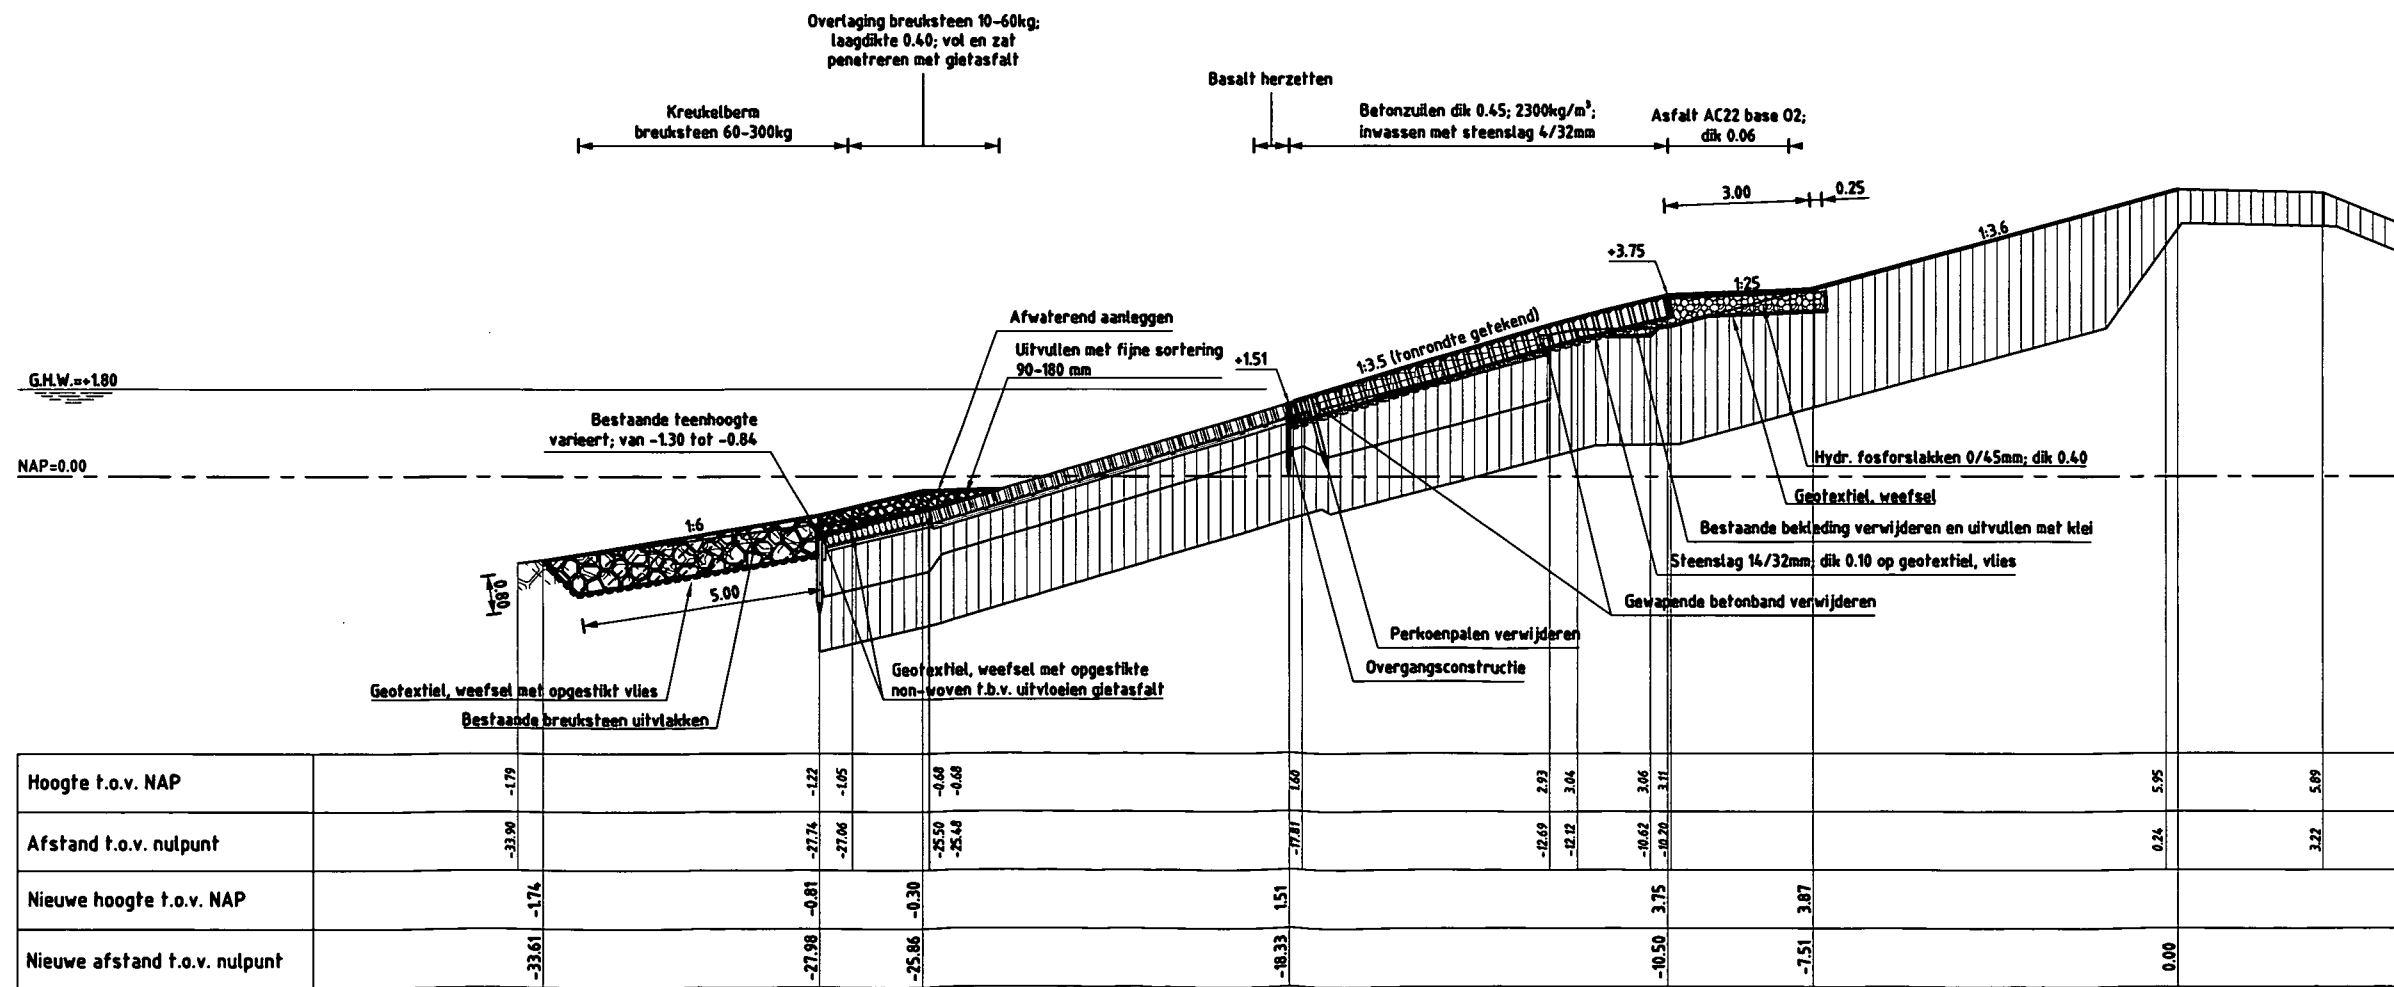 Overlaging breuksteen 10-60kg;
laagdikte 0.40; vol en zat
penetreren met gietasfalt
Kreukelberm
breuksteen 60-300kg
Basalt herzetten
Betonzuilen dik 0.45; 2300kg/m³;
inwassen met steenslag 4/32mm
Asfalt AC22 base O2;
dik 0.06
3.00
0.25
1:3.6
+3.75
1:25
Afwaterend aanleggen
Uitvullen met fijne sortering
90-180 mm
1:3.5 (tonrondte getekend)
+1.51
G.H.W.=+1.80
Bestaande teenhoogte
varieert; van -1.30 tot -0.84
NAP=0.00
Hydr. fosforslakken 0/45mm; dik 0.40
Geotextiel, weefsel
1:6
Bestaande bekleding verwijderen en uitvullen met klei
Steenslag 14/32mm; dik 0.10 op geotextiel, vlies
0.80
5.00
Gewapende betonband verwijderen
Perkoenpalen verwijderen
Overgangsconstructie
Geotextiel, weefsel met opgestikte
non-woven t.b.v. uitvloeien gietasfalt
Geotextiel, weefsel met opgestikt vlies
Bestaande breuksteen uitvlakken
Hoogte t.o.v. NAP -1.79 -1.22 -1.05 -0.68 -0.68 1.60 2.93 3.04 3.06 3.11 5.95 5.89
Afstand t.o.v. nulpunt -33.90 -27.74 -27.06 -25.50 -25.48 -17.81 -12.69 -12.12 -10.62 -10.20 0.24 3.22
Nieuwe hoogte t.o.v. NAP -1.74 -0.81 -0.30 1.51 3.75 3.87
Nieuwe afstand t.o.v. nulpunt -33.61 -27.98 -25.86 -18.33 -10.50 -7.51 0.00